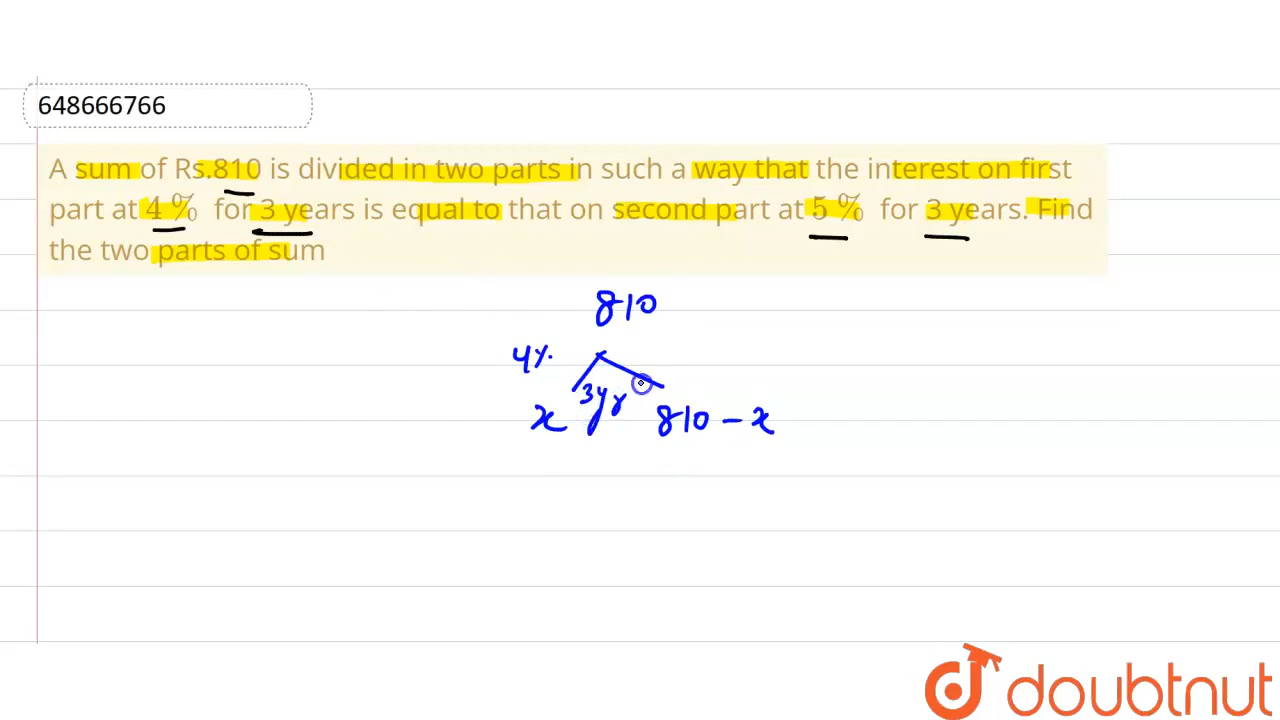 648666766
A sum of Rs.810 is divided in two parts in such a way that the interest on first
part at 4 % for 3 years is equal to that on second part at 5 % for 3 years. Find
the two parts of sum
810
4%.
3yr
x 810 - x
doubtnut